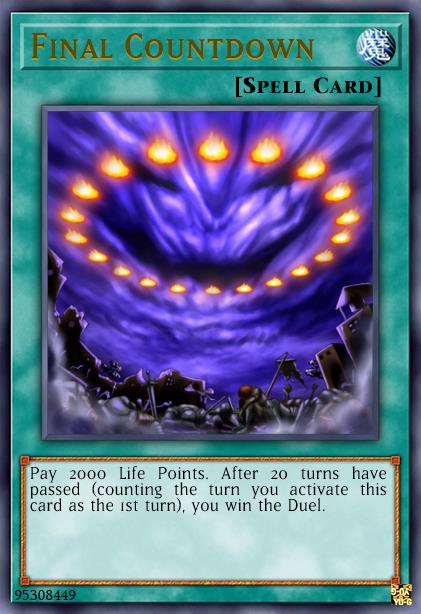 Final Countdown
魔
[Spell Card]
Pay 2000 Life Points. After 20 turns have
passed (counting the turn you activate this
card as the 1st turn), you win the Duel.
95308449